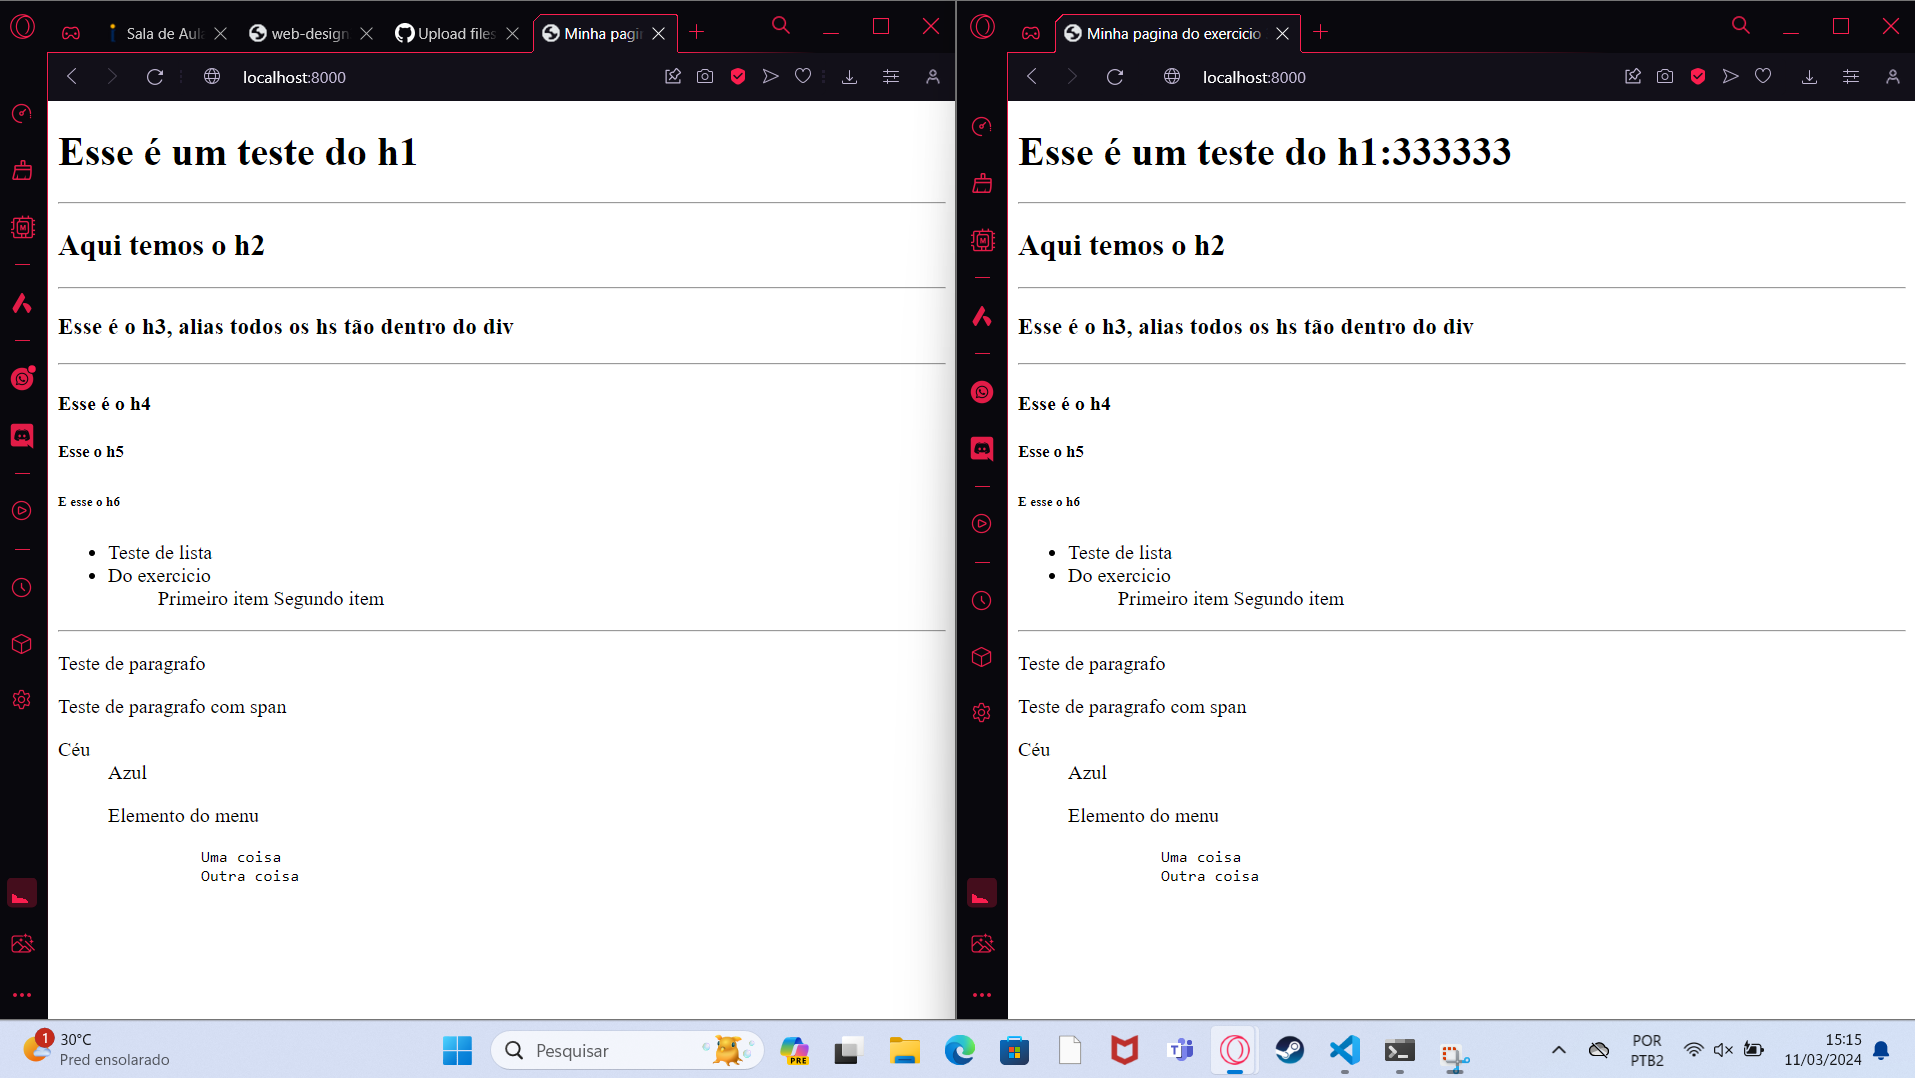 Sala de Aul
web-design
Upload files
Minha pagin
localhost:8000
Esse é um teste do h1
Aqui temos o h2
Esse é o h3, alias todos os hs tão dentro do div
Esse é o h4
Esse o h5
E esse o h6
Teste de lista
Do exercicio
Primeiro item Segundo item
Teste de paragrafo
Teste de paragrafo com span
Céu
Azul
Elemento do menu
Uma coisa
Outra coisa
Minha pagina do exercicio
localhost:8000
Esse é um teste do h1:333333
Aqui temos o h2
Esse é o h3, alias todos os hs tão dentro do div
Esse é o h4
Esse o h5
E esse o h6
Teste de lista
Do exercicio
Primeiro item Segundo item
Teste de paragrafo
Teste de paragrafo com span
Céu
Azul
Elemento do menu
Uma coisa
Outra coisa
1
30°C
Pred ensolarado
Pesquisar
PRE
POR
PTB2
15:15
11/03/2024